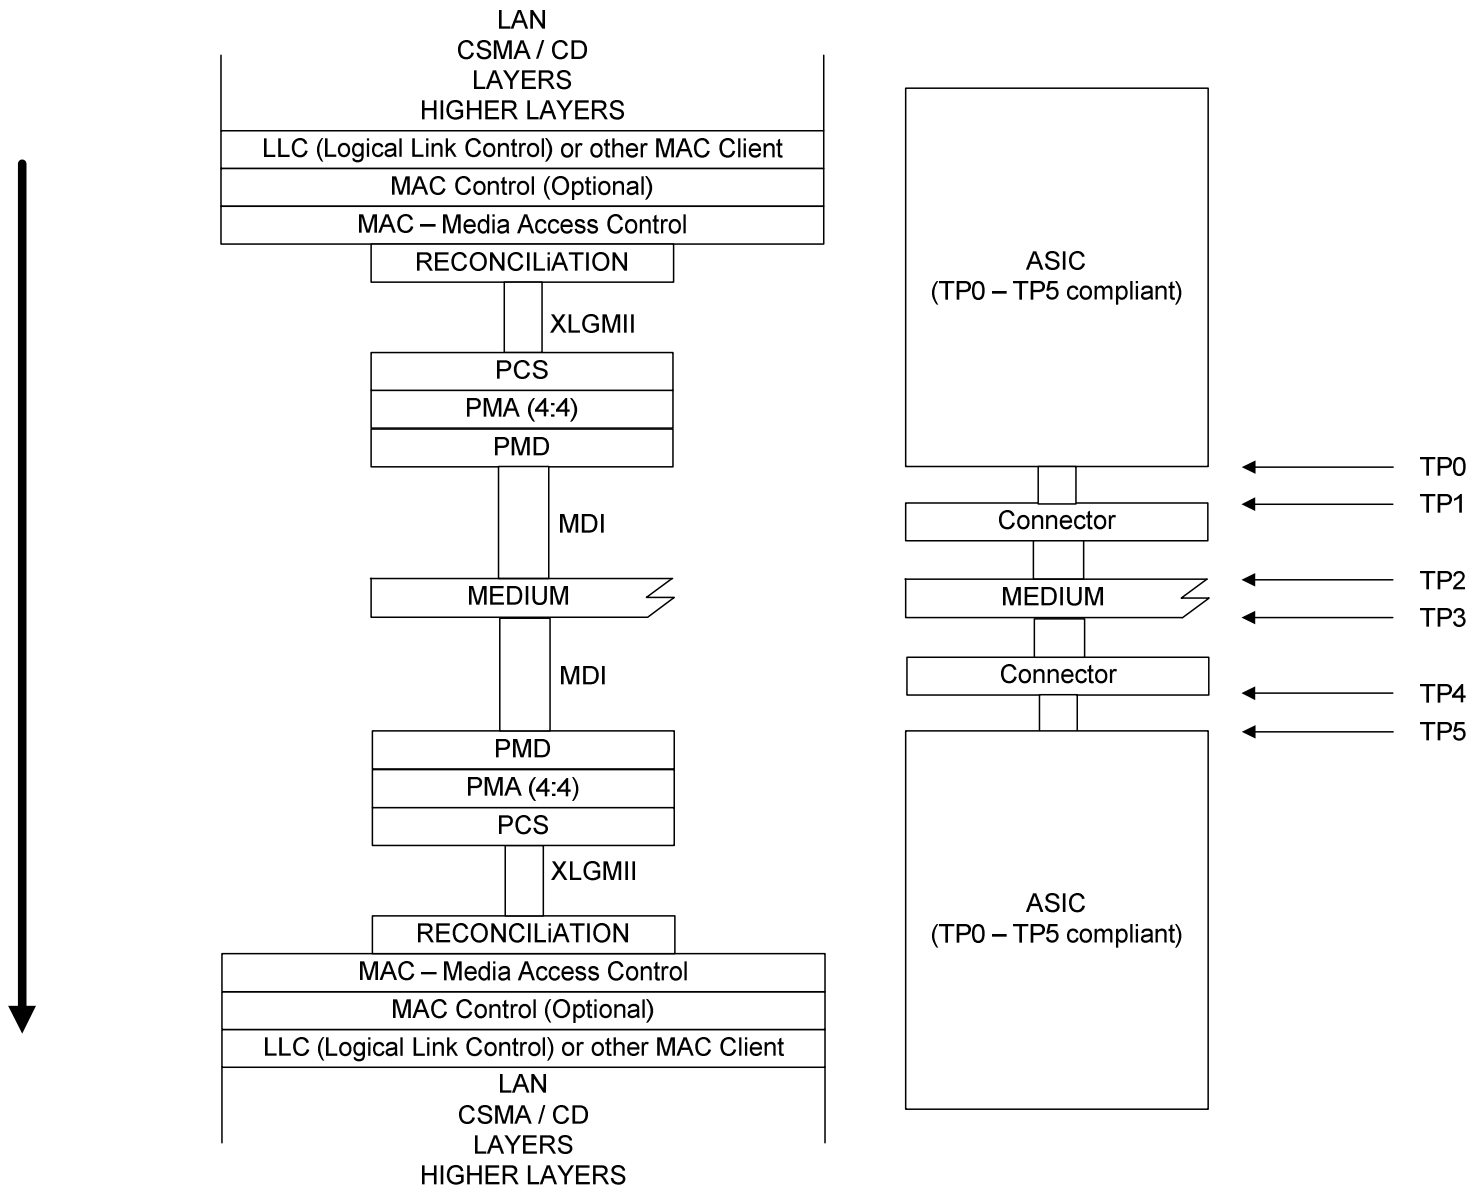 LAN
CSMA / CD
LAYERS
HIGHER LAYERS
LLC (Logical Link Control) or other MAC Client
MAC Control (Optional)
MAC – Media Access Control
RECONCILiATION
XLGMII
PCS
PMA (4:4)
PMD
MDI
MEDIUM
MDI
PMD
PMA (4:4)
PCS
XLGMII
RECONCILiATION
MAC – Media Access Control
MAC Control (Optional)
LLC (Logical Link Control) or other MAC Client
LAN
CSMA / CD
LAYERS
HIGHER LAYERS
ASIC
(TP0 – TP5 compliant)
Connector
MEDIUM
Connector
ASIC
(TP0 – TP5 compliant)
TP0
TP1
TP2
TP3
TP4
TP5